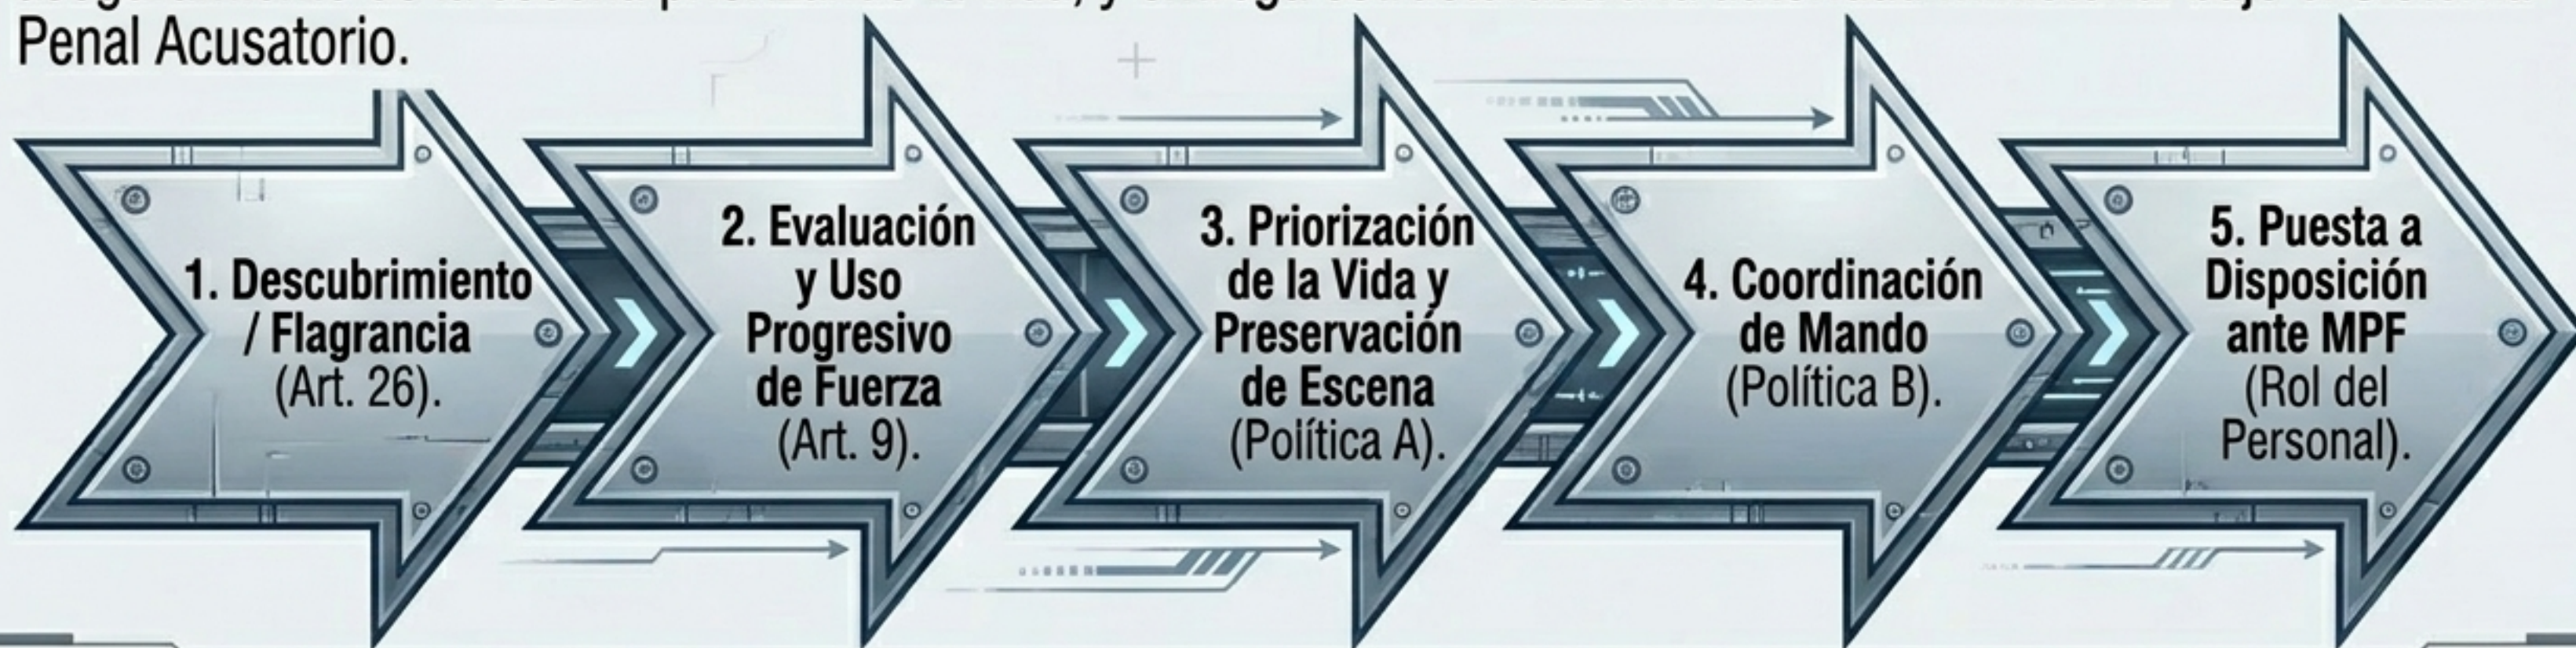 Penal Acusatorio.
1. Descubrimiento
/ Flagrancia
(Art. 26).
2. Evaluación
y Uso
Progresivo
de Fuerza
(Art. 9).
3. Priorización
de la Vida y
Preservación
de Escena
(Política A).
4. Coordinación
de Mando
(Política B).
5. Puesta a
Disposición
ante MPF
(Rol del
Personal).